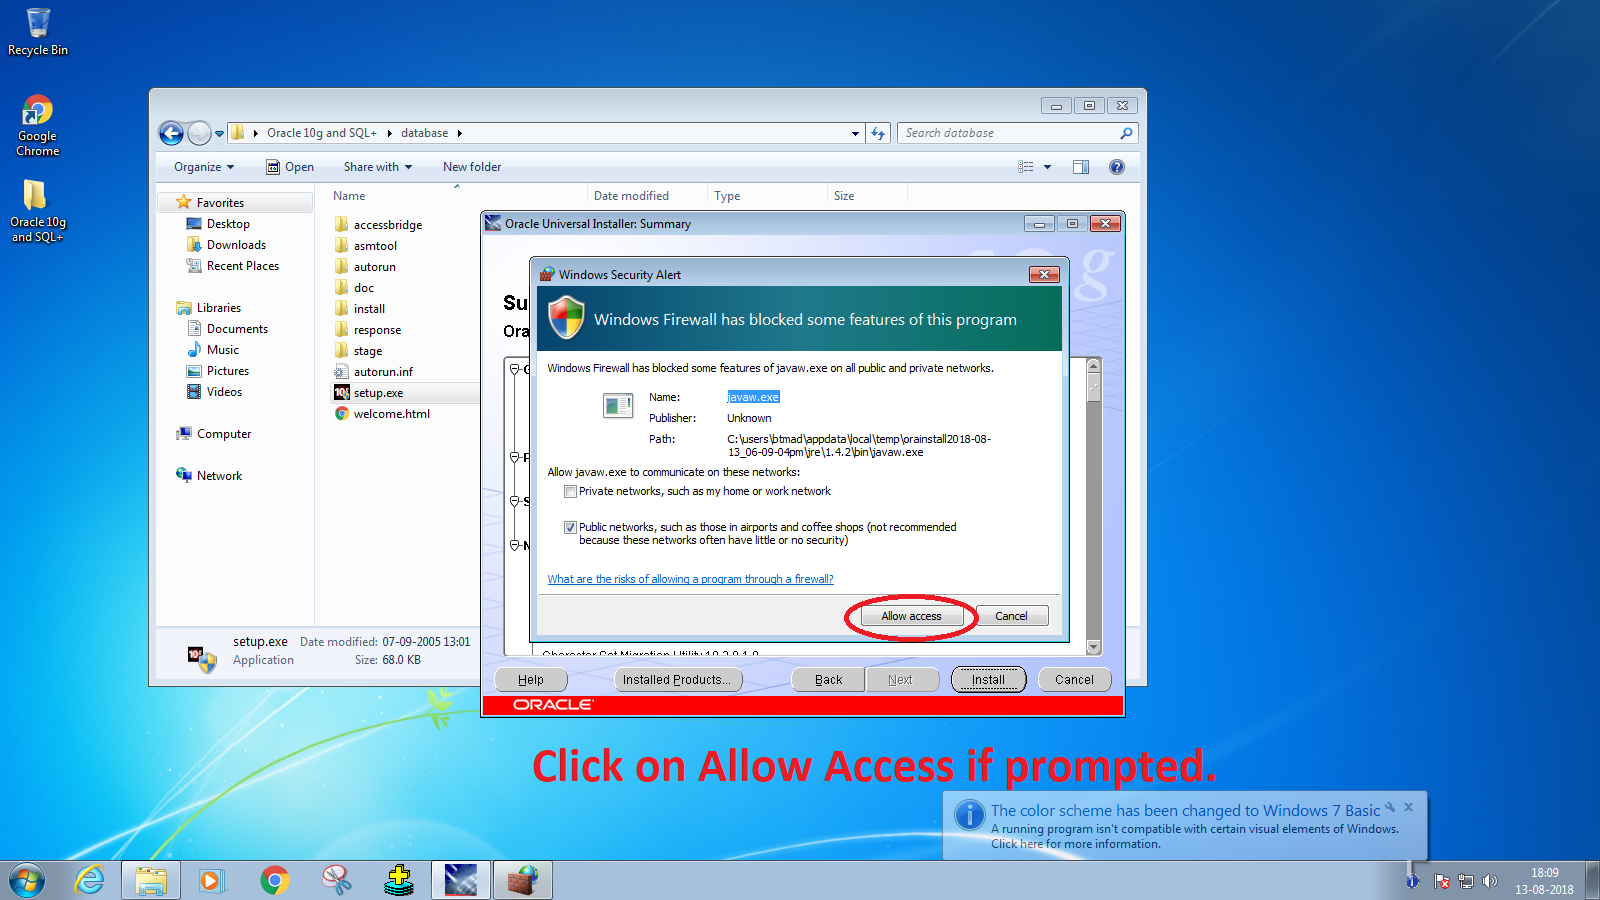 Recycle Bin
Google
Chrome
Oracle 10g
and SQL+
Oracle 10g and SQL+
database
Search database
Organize
Open
Share with
New folder
Name
Date modified
Type
Size
Favorites
Desktop
Downloads
Recent Places
Libraries
Documents
Music
Pictures
Videos
Computer
Network
accessbridge
asmtool
autorun
doc
install
response
stage
autorun.inf
setup.exe
welcome.html
setup.exe Date modified: 07-09-2005 13:01
Application Size: 68.0 KB
Oracle Universal Installer: Summary
g
Su
Ora
Windows Security Alert
Windows Firewall has blocked some features of this program
Windows Firewall has blocked some features of javaw.exe on all public and private networks.
Name: javaw.exe
Publisher: Unknown
Path: C:\users\btmad\appdata\local\temp\orainstall2018-08-
13_06-09-04pm\jre\1.4.2\bin\javaw.exe
Allow javaw.exe to communicate on these networks:
Private networks, such as my home or work network
Public networks, such as those in airports and coffee shops (not recommended
because these networks often have little or no security)
What are the risks of allowing a program through a firewall?
Allow access
Cancel
Character Set Migration Utility 10.2.0.1.0
Help
Installed Products...
Back
Next
Install
Cancel
ORACLE
Click on Allow Access if prompted.
The color scheme has been changed to Windows 7 Basic
A running program isn't compatible with certain visual elements of Windows.
Click here for more information.
18:09
13-08-2018